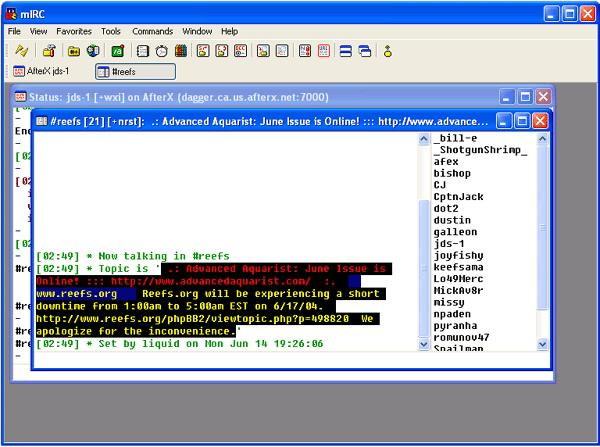 mIRC
File View Favorites Tools Commands Window Help
AfterX jds-1 #reefs
Status: jds-1 [+wxi] on AfterX (dagger.ca.us.afterx.net:7000)
#reefs [21] [+nrst]: .: Advanced Aquarist: June Issue is Online! ::: http://www.advance...
[02:49] * Now talking in #reefs
[02:49] * Topic is ' .: Advanced Aquarist: June Issue is
Online! ::: http://www.advancedaquarist.com/ :.
www.reefs.org Reefs.org will be experiencing a short
downtime from 1:00am to 5:00am EST on 6/17/04.
http://www.reefs.org/phpBB2/viewtopic.php?p=498820 We
apologize for the inconvenience.'
[02:49] * Set by liquid on Mon Jun 14 19:26:06
_bill-e
_ShotgunShrimp_
afex
bishop
CJ
CptnJack
dot2
dustin
galleon
jds-1
joyfishy
keefsama
Lo49Merc
MickAv8r
missy
npaden
pyranha
romunov47
Snailman